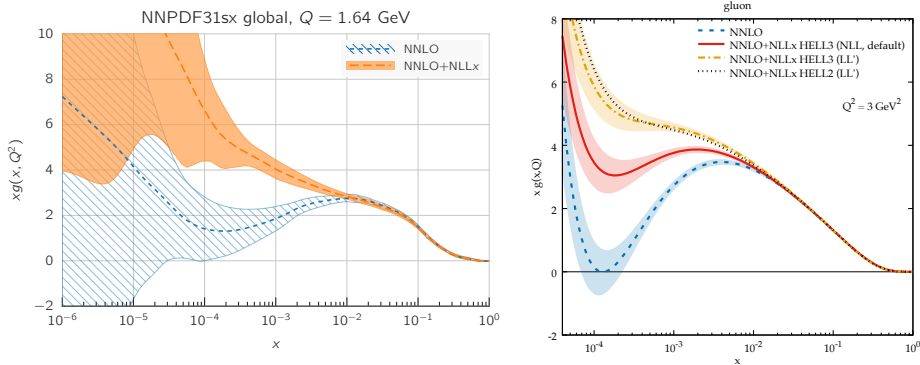 NNPDF31sx global, Q = 1.64 GeV
NNLO
NNLO+NLLx
10
8
6
4
2
0
−2
10⁻⁶ 10⁻⁵ 10⁻⁴ 10⁻³ 10⁻² 10⁻¹ 10⁰
x
xg(x, Q²)
gluon
NNLO
NNLO+NLLx HELL3 (NLL, default)
NNLO+NLLx HELL3 (LL')
NNLO+NLLx HELL2 (LL')
Q² = 3 GeV²
8
6
4
2
0
-2
10⁻⁴ 10⁻³ 10⁻² 10⁻¹ 10⁰
x
x g(x,Q)